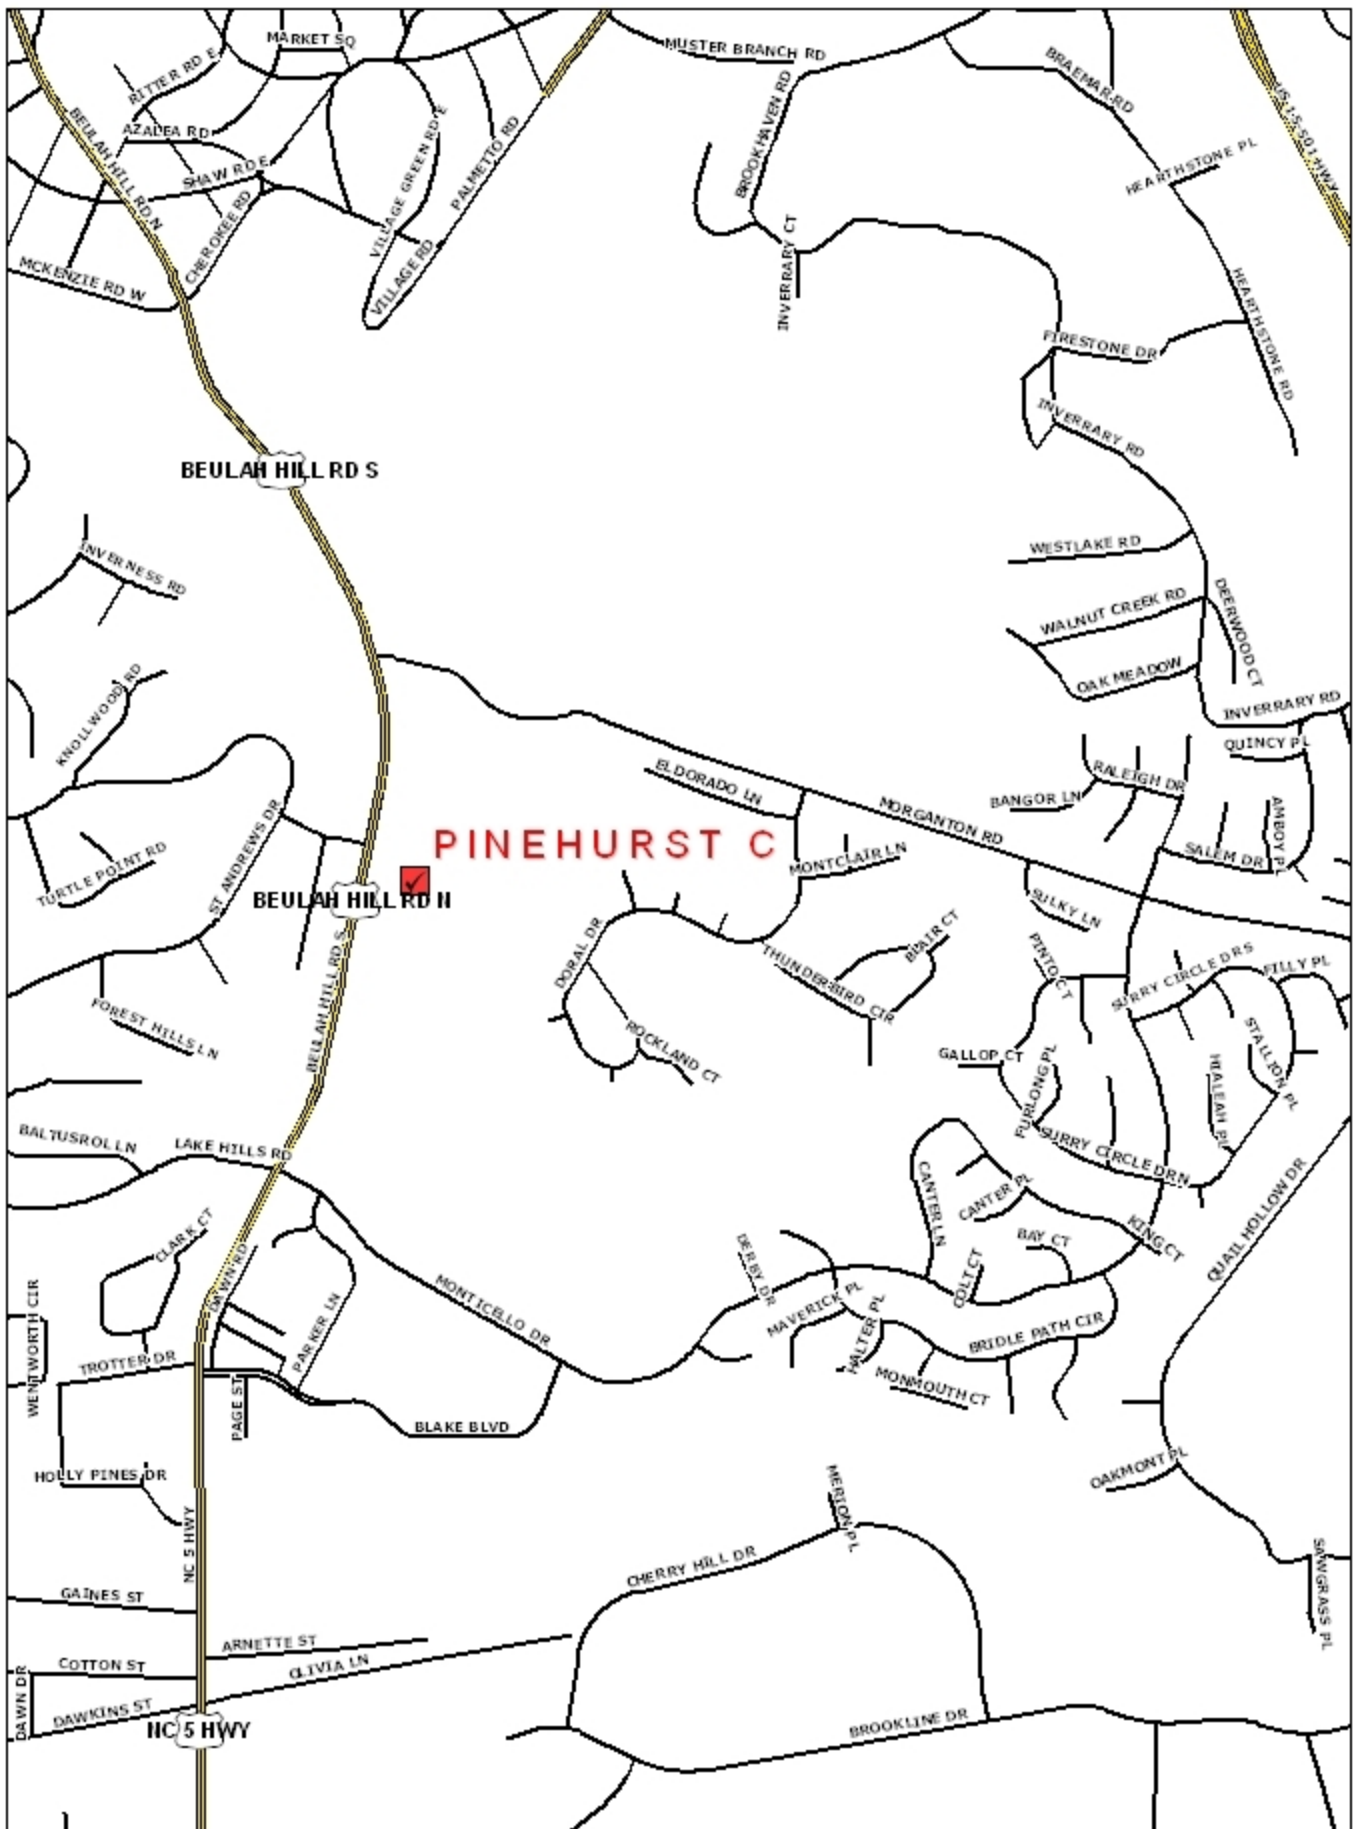 MARKET SQ
MUSTER BRANCH RD
RITTER RD E
BRAEMAR RD
BROOKHAVEN RD
US 15-501 HWY
BEULAH HILL RD N
AZALEA RD
VILLAGE GREEN RD E
PALMETTO RD
SHAW RD E
HEARTHSTONE PL
CHEROKEE RD
VILLAGE RD
INVERRARY CT
MCKENZIE RD W
HEARTHSTONE RD
FIRESTONE DR
INVERRARY RD
BEULAH HILL RD S
WESTLAKE RD
INVERNESS RD
WALNUT CREEK RD
DEERWOOD CT
OAK MEADOW
KNOLLWOOD RD
INVERRARY RD
QUINCY PL
ELDORADO LN
RALEIGH DR
BANGOR LN
MORGANTON RD
AMBOY PL
PINEHURST C
MONTCLAIR LN
SALEM DR
TURTLE POINT RD
ST ANDREWS DR
BEULAH HILL RD N
SULKY LN
DORAL DR
BLAIR CT
THUNDERBIRD CIR
PINTO CT
SURRY CIRCLE DR S
FILLY PL
BEULAH HILL RD S
FOREST HILLS LN
ROCKLAND CT
GALLOP CT
FURLONG PL
STALLION PL
HIALEAH PL
BALTUSROL LN
LAKE HILLS RD
SURRY CIRCLE DR N
CANTER LN
CANTER PL
KING CT
QUAIL HOLLOW DR
CLARK CT
DAWN RD
DERBY DR
BAY CT
COLT CT
WENTWORTH CIR
PARKER LN
MONTICELLO DR
MAVERICK PL
HALTER PL
BRIDLE PATH CIR
TROTTER DR
PAGE ST
BLAKE BLVD
MONMOUTH CT
HOLLY PINES DR
OAKMONT PL
MERION PL
NC 5 HWY
CHERRY HILL DR
SAWGRASS PL
GAINES ST
ARNETTE ST
COTTON ST
OLIVIA LN
DAWN DR
DAWKINS ST
NC 5 HWY
BROOKLINE DR